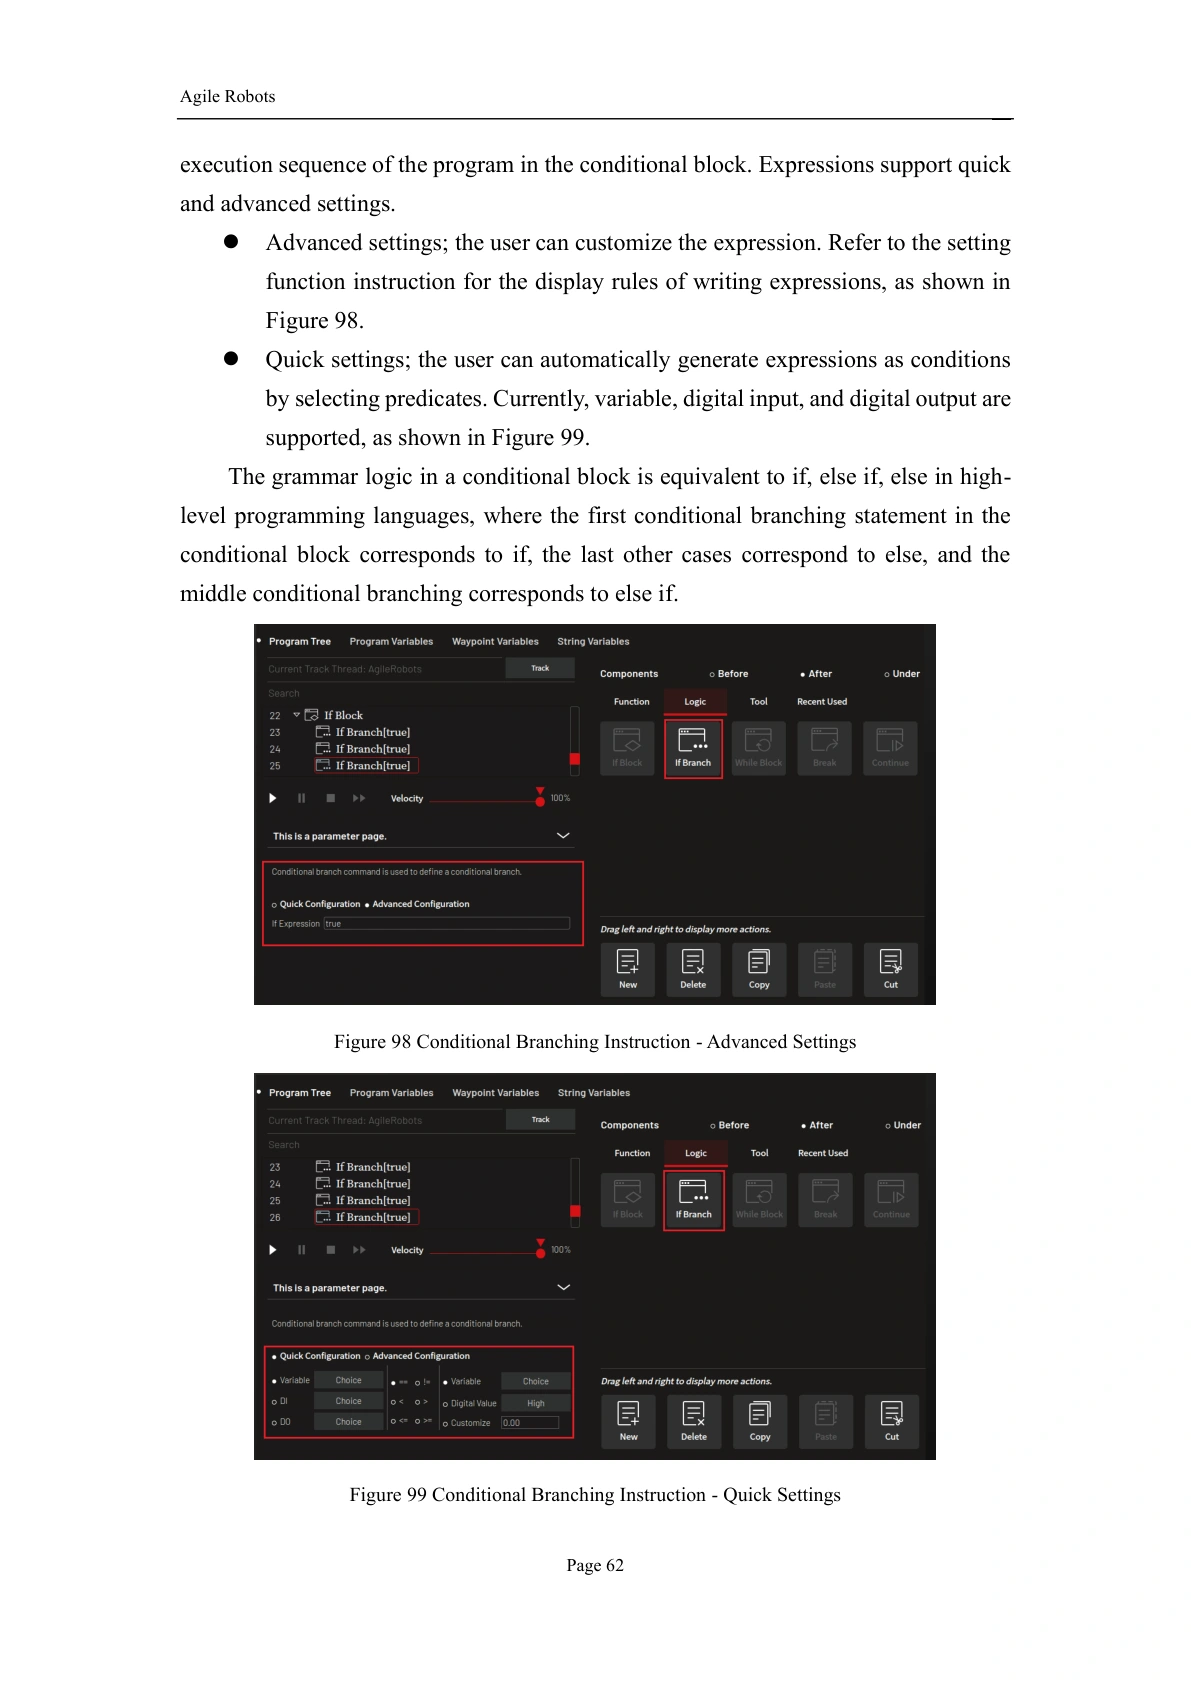 Agile Robots
execution sequence of the program in the conditional block. Expressions support quick
and advanced settings.
● Advanced settings; the user can customize the expression. Refer to the setting
function instruction for the display rules of writing expressions, as shown in
Figure 98.
● Quick settings; the user can automatically generate expressions as conditions
by selecting predicates. Currently, variable, digital input, and digital output are
supported, as shown in Figure 99.
The grammar logic in a conditional block is equivalent to if, else if, else in high-
level programming languages, where the first conditional branching statement in the
conditional block corresponds to if, the last other cases correspond to else, and the
middle conditional branching corresponds to else if.
Program Tree Program Variables Waypoint Variables String Variables
Current Track Thread: AgileRobots Track
Search
22 If Block
23 If Branch[true]
24 If Branch[true]
25 If Branch[true]
Velocity 100%
This is a parameter page.
Conditional branch command is used to define a conditional branch.
Quick Configuration Advanced Configuration
If Expression true
Components Before After Under
Function Logic Tool Recent Used
If Block If Branch While Block Break Continue
Drag left and right to display more actions.
New Delete Copy Paste Cut
Figure 98 Conditional Branching Instruction - Advanced Settings
Program Tree Program Variables Waypoint Variables String Variables
Current Track Thread: AgileRobots Track
Search
23 If Branch[true]
24 If Branch[true]
25 If Branch[true]
26 If Branch[true]
Velocity 100%
This is a parameter page.
Conditional branch command is used to define a conditional branch.
Quick Configuration Advanced Configuration
Variable Choice == != Variable Choice
DI Choice < > Digital Value High
DO Choice <= >= Customize 0.00
Components Before After Under
Function Logic Tool Recent Used
If Block If Branch While Block Break Continue
Drag left and right to display more actions.
New Delete Copy Paste Cut
Figure 99 Conditional Branching Instruction - Quick Settings
Page 62